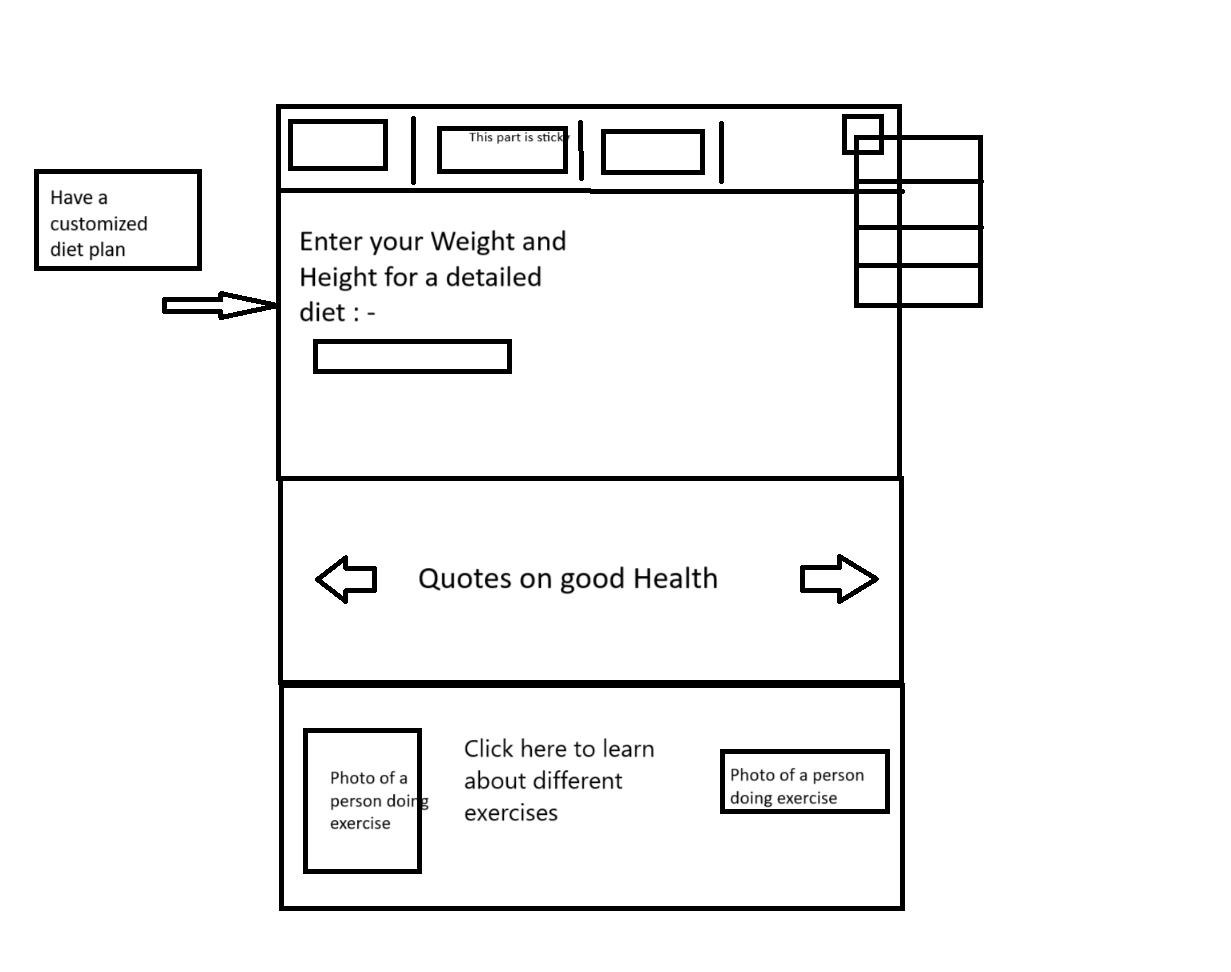 This part is sticky
Have a
customized
diet plan
Enter your Weight and
Height for a detailed
diet : -
Quotes on good Health
Photo of a
person doing
exercise
Click here to learn
about different
exercises
Photo of a person
doing exercise